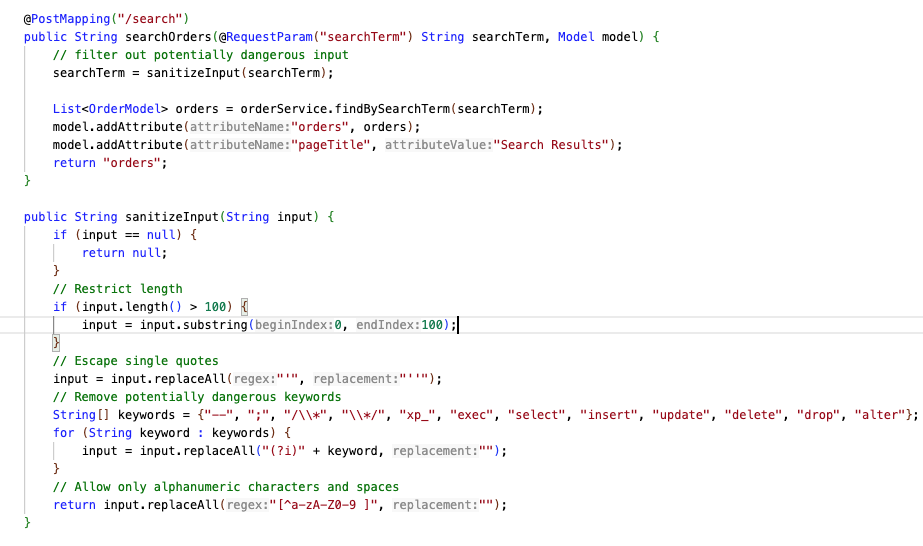 @PostMapping("/search")
public String searchOrders(@RequestParam("searchTerm") String searchTerm, Model model) {
// filter out potentially dangerous input
searchTerm = sanitizeInput(searchTerm);
List<OrderModel> orders = orderService.findBySearchTerm(searchTerm);
model.addAttribute(attributeName:"orders", orders);
model.addAttribute(attributeName:"pageTitle", attributeValue:"Search Results");
return "orders";
}
public String sanitizeInput(String input) {
if (input == null) {
return null;
}
// Restrict length
if (input.length() > 100) {
input = input.substring(beginIndex:0, endIndex:100);
}
// Escape single quotes
input = input.replaceAll(regex:"'", replacement:"''");
// Remove potentially dangerous keywords
String[] keywords = {"--", ";", "/\\*", "\\*/", "xp_", "exec", "select", "insert", "update", "delete", "drop", "alter"};
for (String keyword : keywords) {
input = input.replaceAll("(?i)" + keyword, replacement:"");
}
// Allow only alphanumeric characters and spaces
return input.replaceAll(regex:"[^a-zA-Z0-9 ]", replacement:"");
}